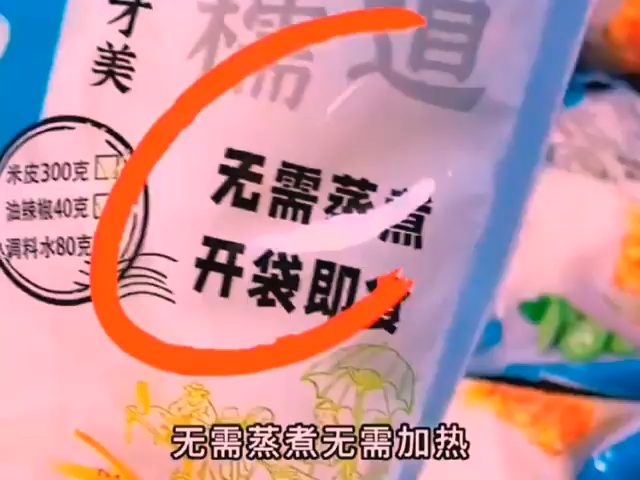 才美
糯道
米皮300克
油辣椒40克
调料水80克
无需蒸煮
开袋即食
无需蒸煮无需加热